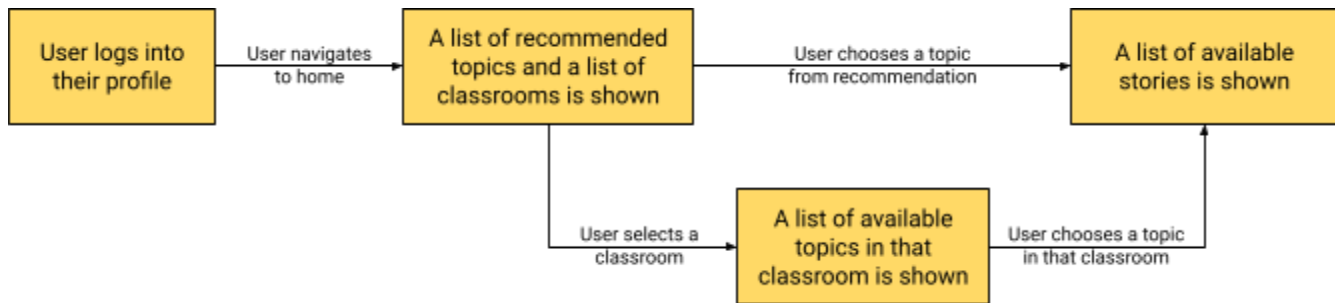 User logs into
their profile
User navigates
to home
A list of recommended
topics and a list of
classrooms is shown
User chooses a topic
from recommendation
A list of available
stories is shown
User selects a
classroom
A list of available
topics in that
classroom is shown
User chooses a topic
in that classroom